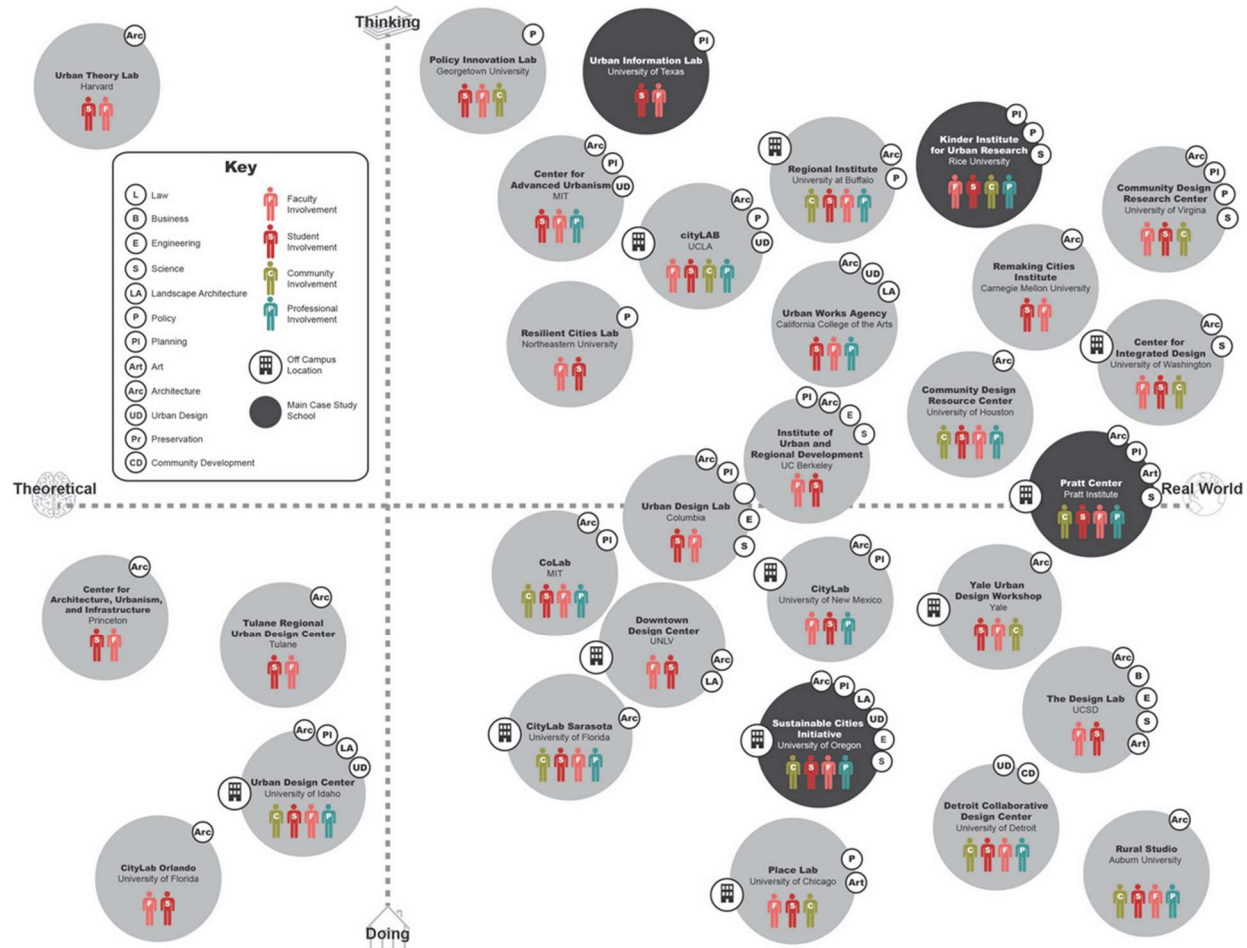 Thinking
Theoretical
Real World
Doing
Key
L Law
B Business
E Engineering
S Science
LA Landscape Architecture
P Policy
Pl Planning
Art Art
Arc Architecture
UD Urban Design
Pr Preservation
CD Community Development
F Faculty
Involvement
S Student
Involvement
C Community
Involvement
P Professional
Involvement
Off Campus
Location
Main Case Study
School
Arc
Urban Theory Lab
Harvard
S F
P
Policy Innovation Lab
Georgetown University
S F C
Pl
Urban Information Lab
University of Texas
S F
Arc
Pl
UD
Center for
Advanced Urbanism
MIT
S F P
Arc
P
UD
cityLAB
UCLA
F S C P
Arc
P
Regional Institute
University at Buffalo
C S F P
Pl
P
S
Kinder Institute
for Urban Research
Rice University
F S C P
Arc
Pl
P
S
Community Design
Research Center
University of Virgina
F S C
Arc
Remaking Cities
Institute
Carnegie Mellon University
S F
P
Resilient Cities Lab
Northeastern University
F S
Arc
UD
LA
Urban Works Agency
California College of the Arts
S F P
Arc
S
Center for
Integrated Design
University of Washington
F S C
Arc
Community Design
Resource Center
University of Houston
C S F P
Pl
Arc
E
S
Institute of
Urban and
Regional Development
UC Berkeley
F S
Arc
Pl
Art
S
Pratt Center
Pratt Institute
C S F P
Arc
Pl
E
S
Urban Design Lab
Columbia
S F
Arc
Pl
CoLab
MIT
C S F P
Arc
Pl
CityLab
University of New Mexico
F S P
Arc
Yale Urban
Design Workshop
Yale
S F C
Arc
Center for
Architecture, Urbanism,
and Infrastructure
Princeton
S F
Arc
Tulane Regional
Urban Design Center
Tulane
S F
Downtown
Design Center
UNLV
F S
Arc
LA
Arc
B
E
S
Art
The Design Lab
UCSD
F S
Arc
CityLab Sarasota
University of Florida
C S F P
Arc
Pl
LA
UD
E
S
Sustainable Cities
Initiative
University of Oregon
C S F P
Arc
Pl
LA
UD
Urban Design Center
University of Idaho
C S F P
UD
CD
Detroit Collaborative
Design Center
University of Detroit
C S F P
Arc
CityLab Orlando
University of Florida
F S
P
Art
Place Lab
University of Chicago
F S C
Arc
Rural Studio
Auburn University
C S F P